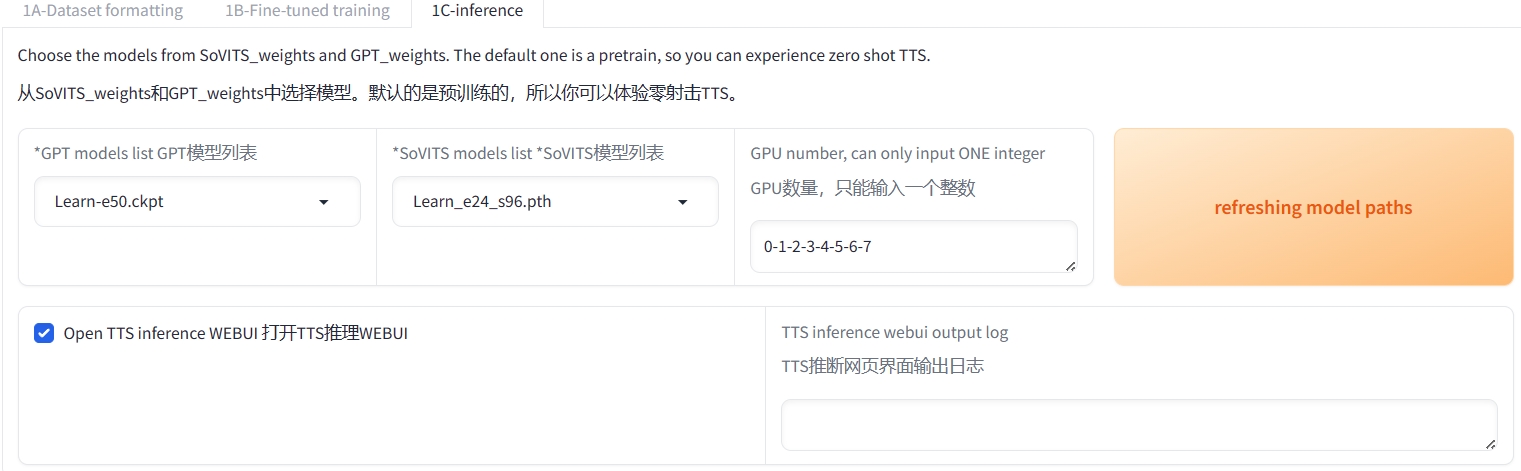 1A-Dataset formatting
1B-Fine-tuned training
1C-inference
Choose the models from SoVITS_weights and GPT_weights. The default one is a pretrain, so you can experience zero shot TTS.
从SoVITS_weights和GPT_weights中选择模型。默认的是预训练的，所以你可以体验零射击TTS。
*GPT models list GPT模型列表
Learn-e50.ckpt
*SoVITS models list *SoVITS模型列表
Learn_e24_s96.pth
GPU number, can only input ONE integer
GPU数量，只能输入一个整数
0-1-2-3-4-5-6-7
refreshing model paths
Open TTS inference WEBUI 打开TTS推理WEBUI
TTS inference webui output log
TTS推断网页界面输出日志